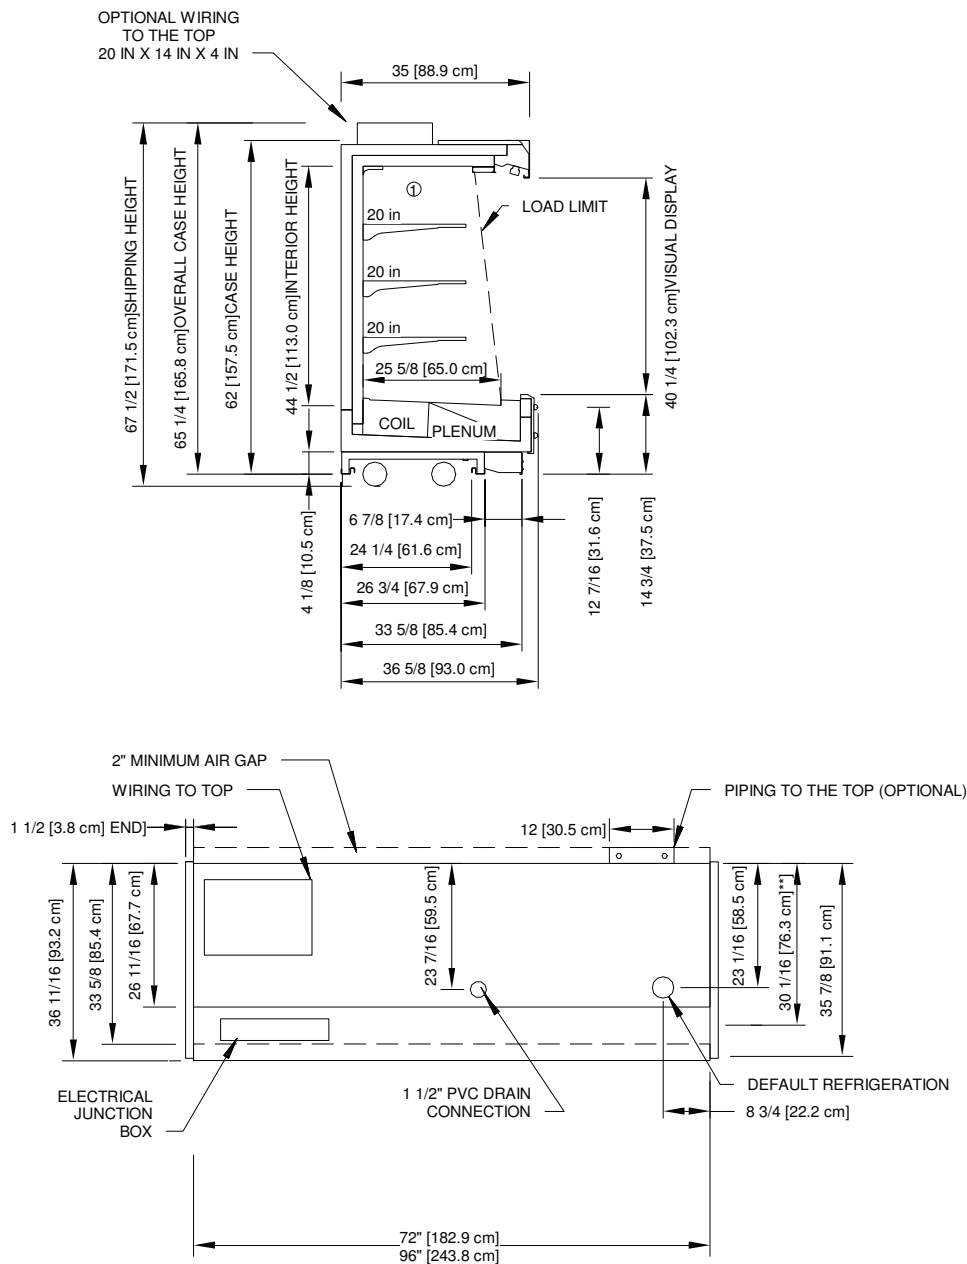 OPTIONAL WIRING
TO THE TOP
20 IN X 14 IN X 4 IN
35 [88.9 cm]
67 1/2 [171.5 cm]SHIPPING HEIGHT
65 1/4 [165.8 cm]OVERALL CASE HEIGHT
62 [157.5 cm]CASE HEIGHT
44 1/2 [113.0 cm]INTERIOR HEIGHT
1
20 in
20 in
20 in
LOAD LIMIT
40 1/4 [102.3 cm]VISUAL DISPLAY
25 5/8 [65.0 cm]
COIL
PLENUM
4 1/8 [10.5 cm]
6 7/8 [17.4 cm]
24 1/4 [61.6 cm]
26 3/4 [67.9 cm]
33 5/8 [85.4 cm]
36 5/8 [93.0 cm]
12 7/16 [31.6 cm]
14 3/4 [37.5 cm]
2" MINIMUM AIR GAP
WIRING TO TOP
PIPING TO THE TOP (OPTIONAL)
1 1/2 [3.8 cm] END]
12 [30.5 cm]
36 11/16 [93.2 cm]
33 5/8 [85.4 cm]
26 11/16 [67.7 cm]
23 7/16 [59.5 cm]
23 1/16 [58.5 cm]
30 1/16 [76.3 cm]**]
35 7/8 [91.1 cm]
ELECTRICAL
JUNCTION
BOX
1 1/2" PVC DRAIN
CONNECTION
DEFAULT REFRIGERATION
8 3/4 [22.2 cm]
72" [182.9 cm]
96" [243.8 cm]